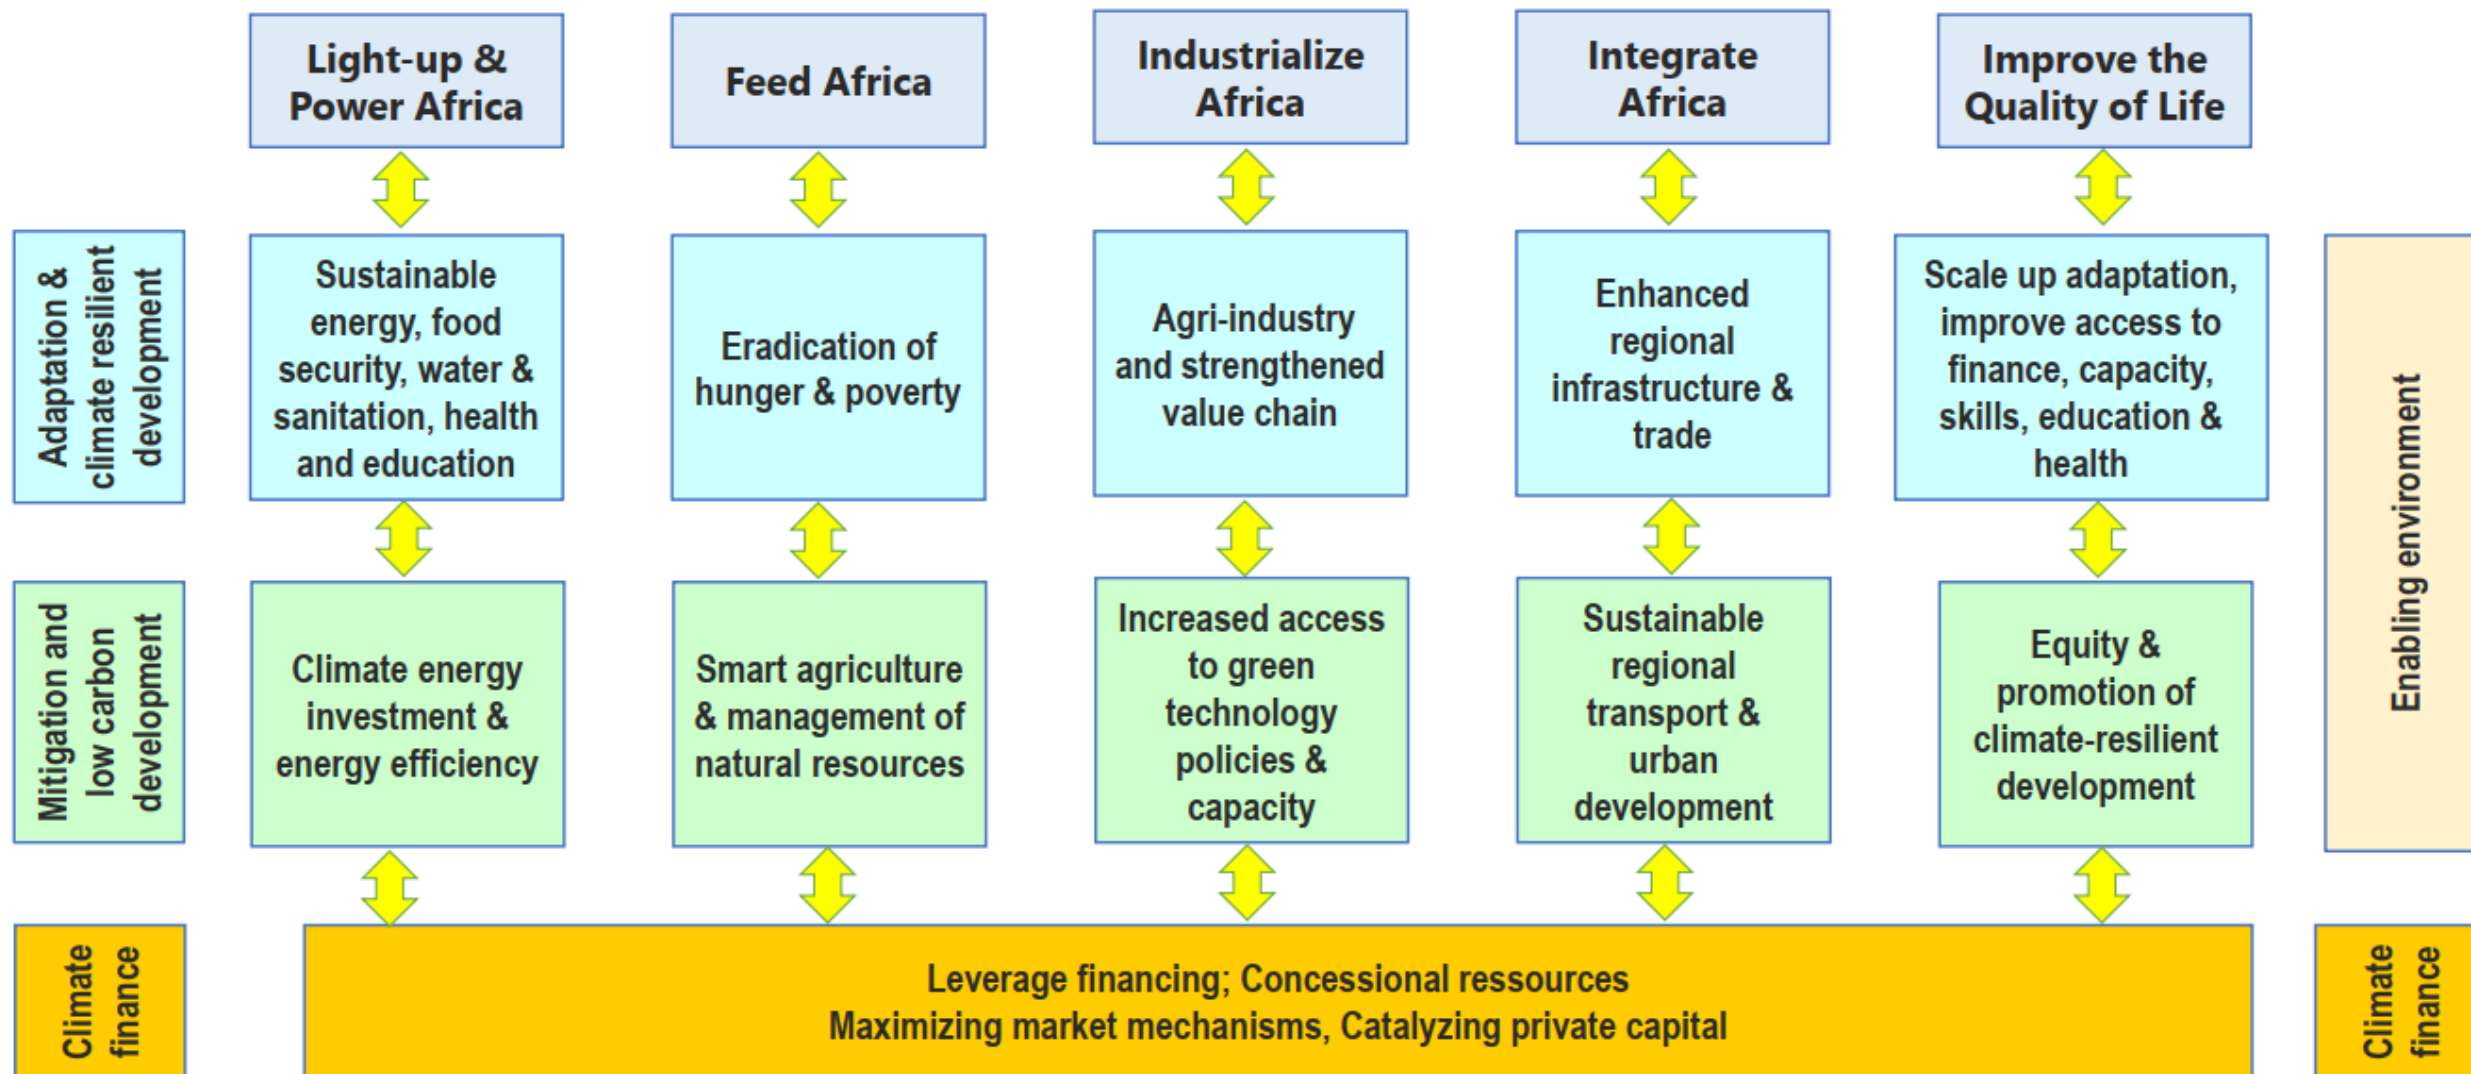 Light-up &
Power Africa
Feed Africa
Industrialize
Africa
Integrate
Africa
Improve the
Quality of Life
Adaptation &
climate resilient
development
Sustainable
energy, food
security, water &
sanitation, health
and education
Eradication of
hunger & poverty
Agri-industry
and strengthened
value chain
Enhanced
regional
infrastructure &
trade
Scale up adaptation,
improve access to
finance, capacity,
skills, education &
health
Enabling environment
Mitigation and
low carbon
development
Climate energy
investment &
energy efficiency
Smart agriculture
& management of
natural resources
Increased access
to green
technology
policies &
capacity
Sustainable
regional
transport &
urban
development
Equity &
promotion of
climate-resilient
development
Climate
finance
Leverage financing; Concessional ressources
Maximizing market mechanisms, Catalyzing private capital
Climate
finance